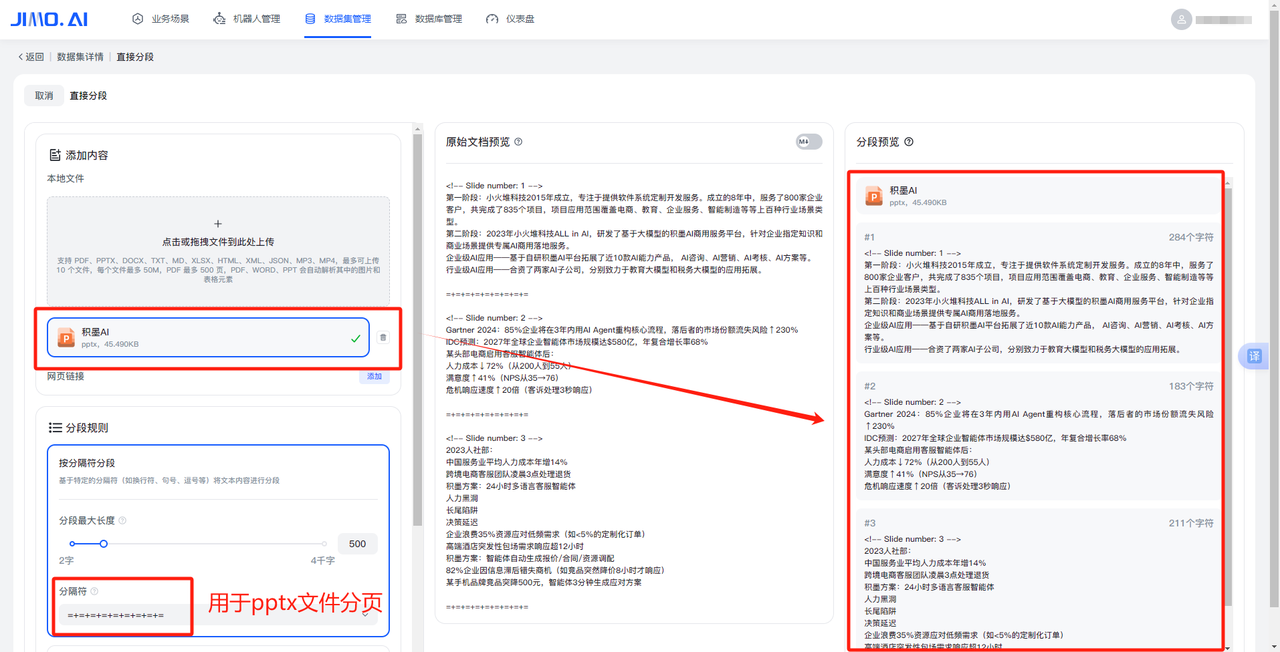 JIMO.AI
业务场景
机器人管理
数据集管理
数据库管理
仪表盘
返回
数据集详情
直接分段
取消
直接分段
添加内容
本地文件
+
点击或拖拽文件到此处上传
支持 PDF、PPTX、DOCX、TXT、MD、XLSX、HTML、XML、JSON、MP3、MP4，最多可上传
10 个文件，每个文件最多 50M，PDF 最多 500 页，PDF、WORD、PPT 会自动解析其中的图片和
表格元素
P
积墨AI
pptx，45.490KB
网页链接
添加
分段规则
按分隔符分段
基于特定的分隔符（如换行符、句号、逗号等）将文本内容进行分段
分段最大长度
500
2字
4千字
分隔符
=+=+=+=+=+=+=+=+=
用于pptx文件分页
原始文档预览
M↓
<!-- Slide number: 1 -->
第一阶段：小火堆科技2015年成立，专注于提供软件系统定制开发服务。成立的8年中，服务了800家企业
客户，共完成了835个项目，项目应用范围覆盖电商、教育、企业服务、智能制造等等上百种行业场景类
型。
第二阶段：2023年小火堆科技ALL in AI，研发了基于大模型的积墨AI商用服务平台，针对企业指定知识和
商业场景提供专属AI商用落地服务。
企业级AI应用——基于自研积墨AI平台拓展了近10款AI能力产品， AI咨询、AI营销、AI考核、AI方案等。
行业级AI应用——合资了两家AI子公司，分别致力于教育大模型和税务大模型的应用拓展。
=+=+=+=+=+=+=+=+=
<!-- Slide number: 2 -->
Gartner 2024：85%企业将在3年内用AI Agent重构核心流程，落后者的市场份额流失风险↑230%
IDC预测：2027年全球企业智能体市场规模达$580亿，年复合增长率68%
某头部电商启用客服智能体后：
人力成本↓72%（从200人到55人）
满意度↑41%（NPS从35→76）
危机响应速度↑20倍（客诉处理3秒响应）
=+=+=+=+=+=+=+=+=
<!-- Slide number: 3 -->
2023人社部：
中国服务业平均人力成本年增14%
跨境电商客服团队凌晨3点处理退货
积墨方案：24小时多语言客服智能体
人力黑洞
长尾陷阱
决策延迟
企业浪费35%资源应对低频需求（如<5%的定制化订单）
高端酒店突发性包场需求响应超12小时
积墨方案：智能体自动生成报价/合同/资源调配
82%企业因信息滞后错失商机（如竞品突然降价8小时才响应）
某手机品牌竞品突降500元，智能体3分钟生成应对方案
=+=+=+=+=+=+=+=+=
分段预览
P
积墨AI
pptx，45.490KB
#1
284个字符
<!-- Slide number: 1 -->
第一阶段：小火堆科技2015年成立，专注于提供软件系统定制开发服务。成立的8年中，服务了
800家企业客户，共完成了835个项目，项目应用范围覆盖电商、教育、企业服务、智能制造等等
上百种行业场景类型。
第二阶段：2023年小火堆科技ALL in AI，研发了基于大模型的积墨AI商用服务平台，针对企业指
定知识和商业场景提供专属AI商用落地服务。
企业级AI应用——基于自研积墨AI平台拓展了近10款AI能力产品， AI咨询、AI营销、AI考核、AI方
案等。
行业级AI应用——合资了两家AI子公司，分别致力于教育大模型和税务大模型的应用拓展。
#2
183个字符
<!-- Slide number: 2 -->
Gartner 2024：85%企业将在3年内用AI Agent重构核心流程，落后者的市场份额流失风险
↑230%
IDC预测：2027年全球企业智能体市场规模达$580亿，年复合增长率68%
某头部电商启用客服智能体后：
人力成本↓72%（从200人到55人）
满意度↑41%（NPS从35→76）
危机响应速度↑20倍（客诉处理3秒响应）
#3
211个字符
<!-- Slide number: 3 -->
2023人社部：
中国服务业平均人力成本年增14%
跨境电商客服团队凌晨3点处理退货
积墨方案：24小时多语言客服智能体
人力黑洞
长尾陷阱
决策延迟
企业浪费35%资源应对低频需求（如<5%的定制化订单）
高端酒店突发性包场需求响应超12小时
译